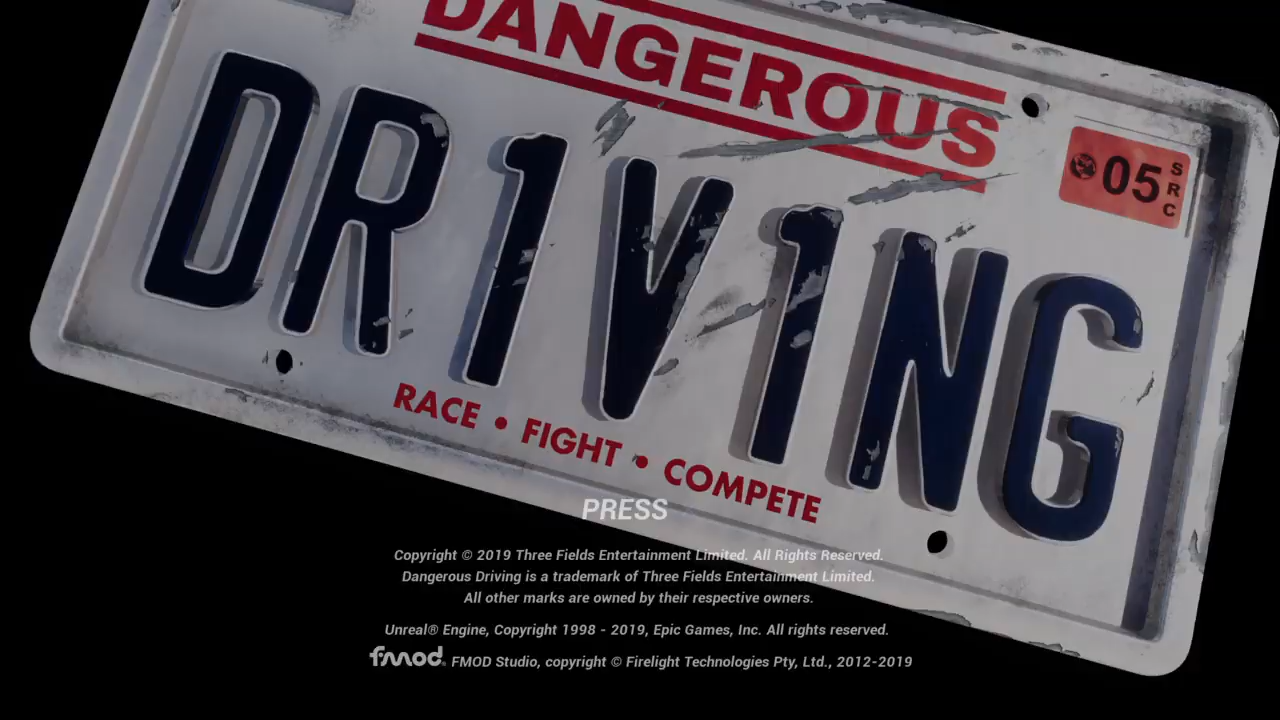 DANGEROUS
DR1V1NG
05
SRC
RACE • FIGHT • COMPETE
PRESS
Copyright © 2019 Three Fields Entertainment Limited. All Rights Reserved.
Dangerous Driving is a trademark of Three Fields Entertainment Limited.
All other marks are owned by their respective owners.
Unreal® Engine, Copyright 1998 - 2019, Epic Games, Inc. All rights reserved.
fmod. FMOD Studio, copyright © Firelight Technologies Pty, Ltd., 2012-2019